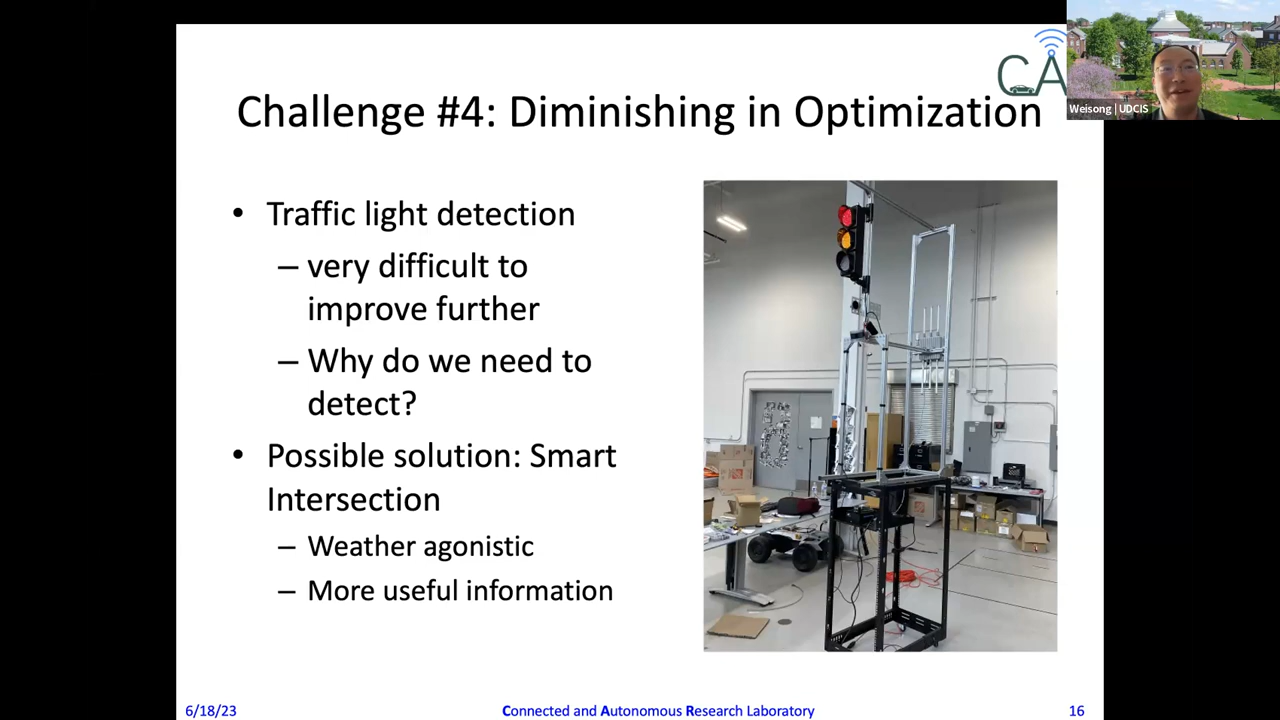 CA
Weisong | UDCIS
Challenge #4: Diminishing in Optimization
• Traffic light detection
– very difficult to
improve further
– Why do we need to
detect?
• Possible solution: Smart
Intersection
– Weather agonistic
– More useful information
6/18/23
Connected and Autonomous Research Laboratory
16